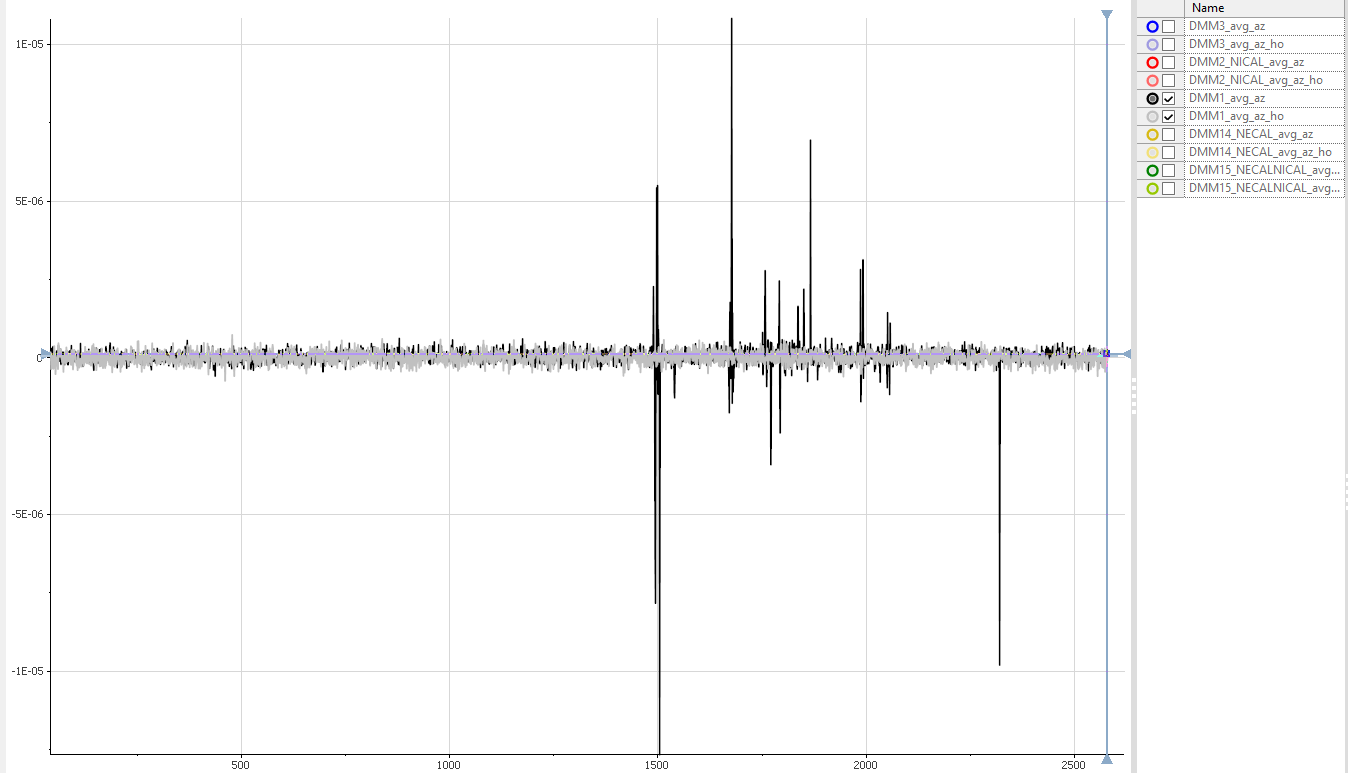 Name
DMM3_avg_az
DMM3_avg_az_ho
DMM2_NICAL_avg_az
DMM2_NICAL_avg_az_ho
DMM1_avg_az
DMM1_avg_az_ho
DMM14_NECAL_avg_az
DMM14_NECAL_avg_az_ho
DMM15_NECALNICAL_avg...
DMM15_NECALNICAL_avg...
1E-05
5E-06
0
-5E-06
-1E-05
500
1000
1500
2000
2500